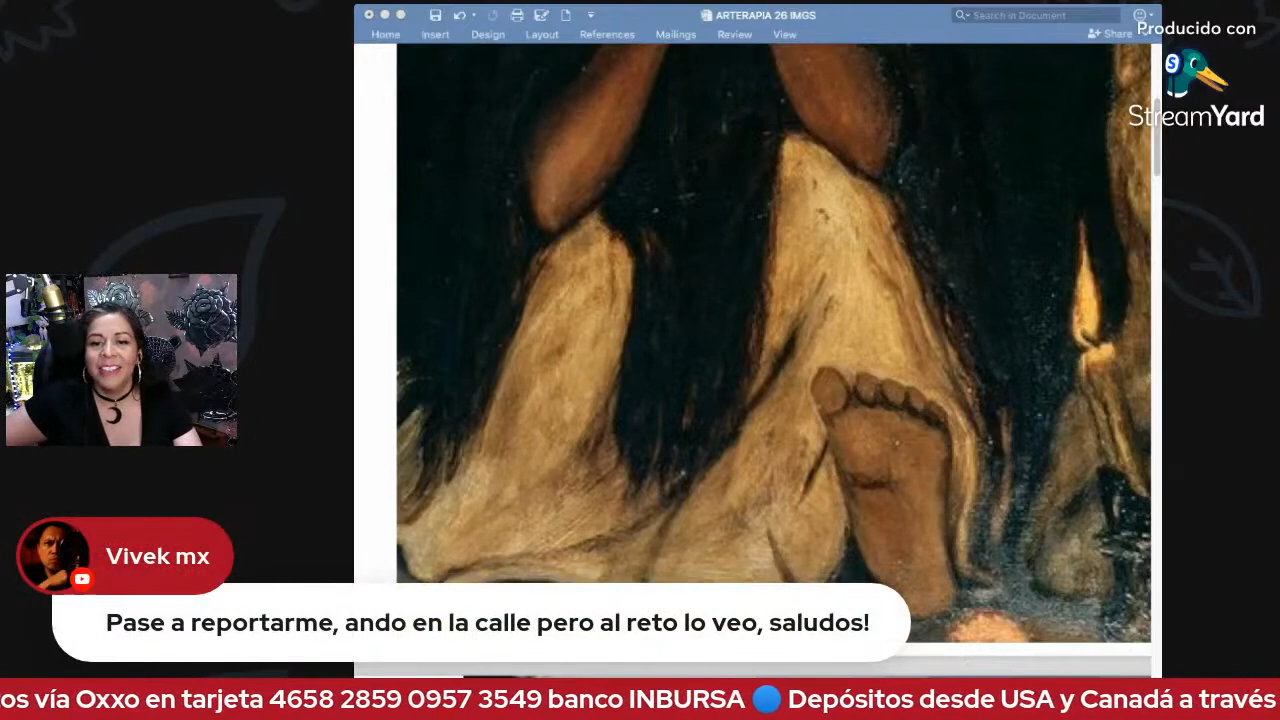 ARTERAPIA 26 IMGS
Search in Document
Home Insert Design Layout References Mailings Review View
Share
Producido con
StreamYard
Vivek mx
Pase a reportarme, ando en la calle pero al reto lo veo, saludos!
os vía Oxxo en tarjeta 4658 2859 0957 3549 banco INBURSA 🔵 Depósitos desde USA y Canadá a través